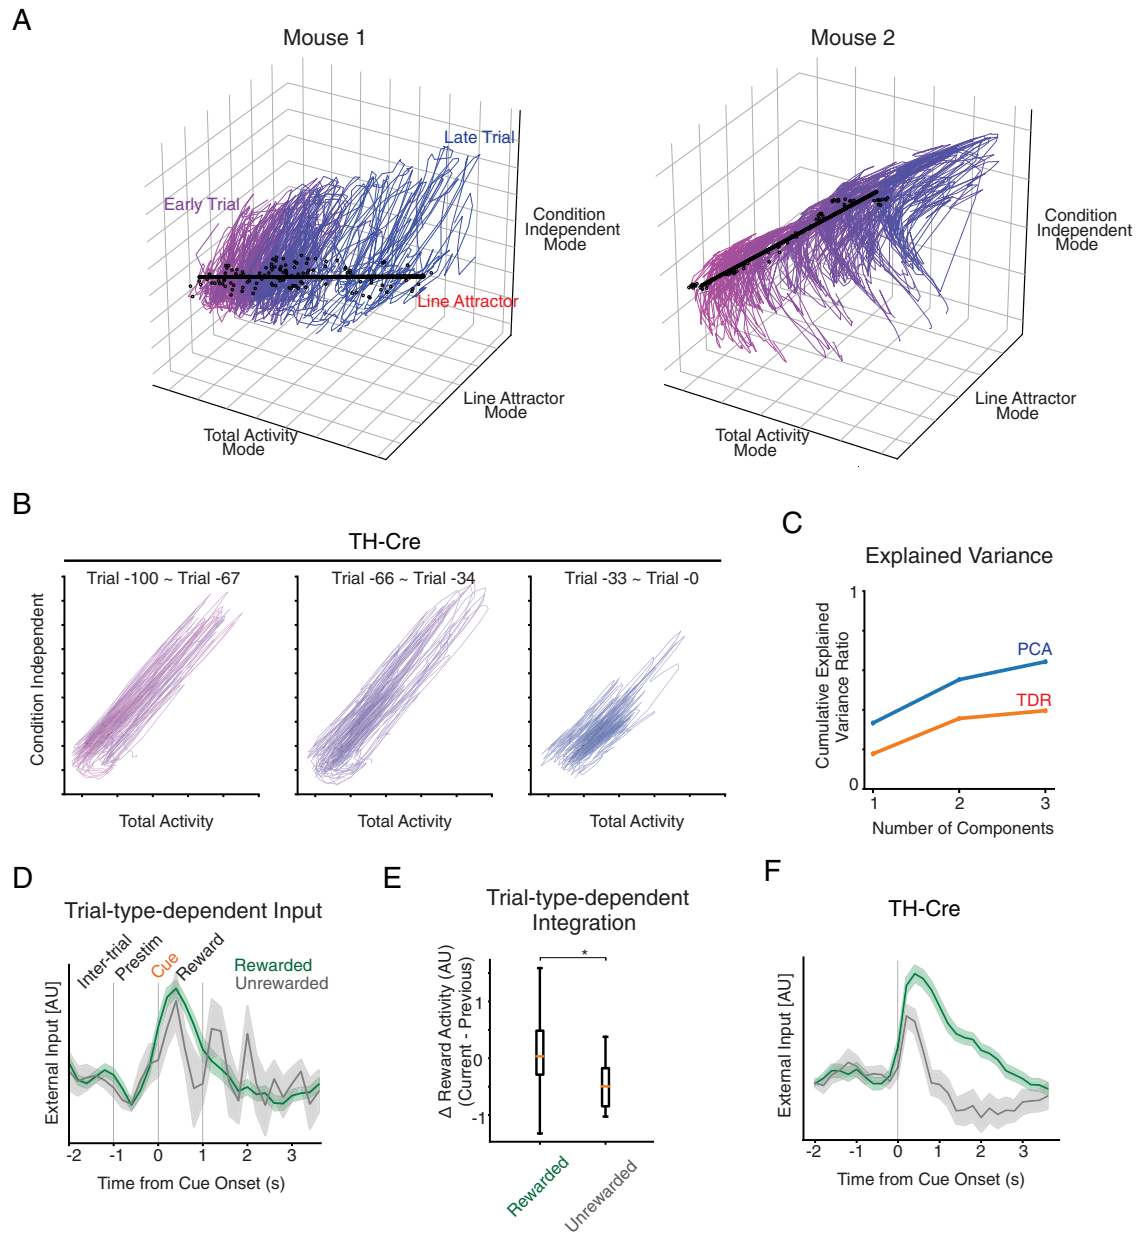 A
Mouse 1
Mouse 2
Late Trial
Early Trial
Condition
Independent
Mode
Line Attractor
Line Attractor
Mode
Total Activity
Mode
Condition
Independent
Mode
Line Attractor
Mode
Total Activity
Mode
B
TH-Cre
Trial -100 ~ Trial -67
Trial -66 ~ Trial -34
Trial -33 ~ Trial -0
Condition Independent
Total Activity
Total Activity
Total Activity
C
Explained Variance
Cumulative Explained
Variance Ratio
1
0
PCA
TDR
1 2 3
Number of Components
D
Trial-type-dependent Input
Inter-trial
Prestim
Cue
Reward
Rewarded
Unrewarded
External Input [AU]
-2 -1 0 1 2 3
Time from Cue Onset (s)
E
Trial-type-dependent
Integration
*
Δ Reward Activity (AU)
(Current - Previous)
1
0
-1
Rewarded
Unrewarded
F
TH-Cre
External Input [AU]
-2 -1 0 1 2 3
Time from Cue Onset (s)